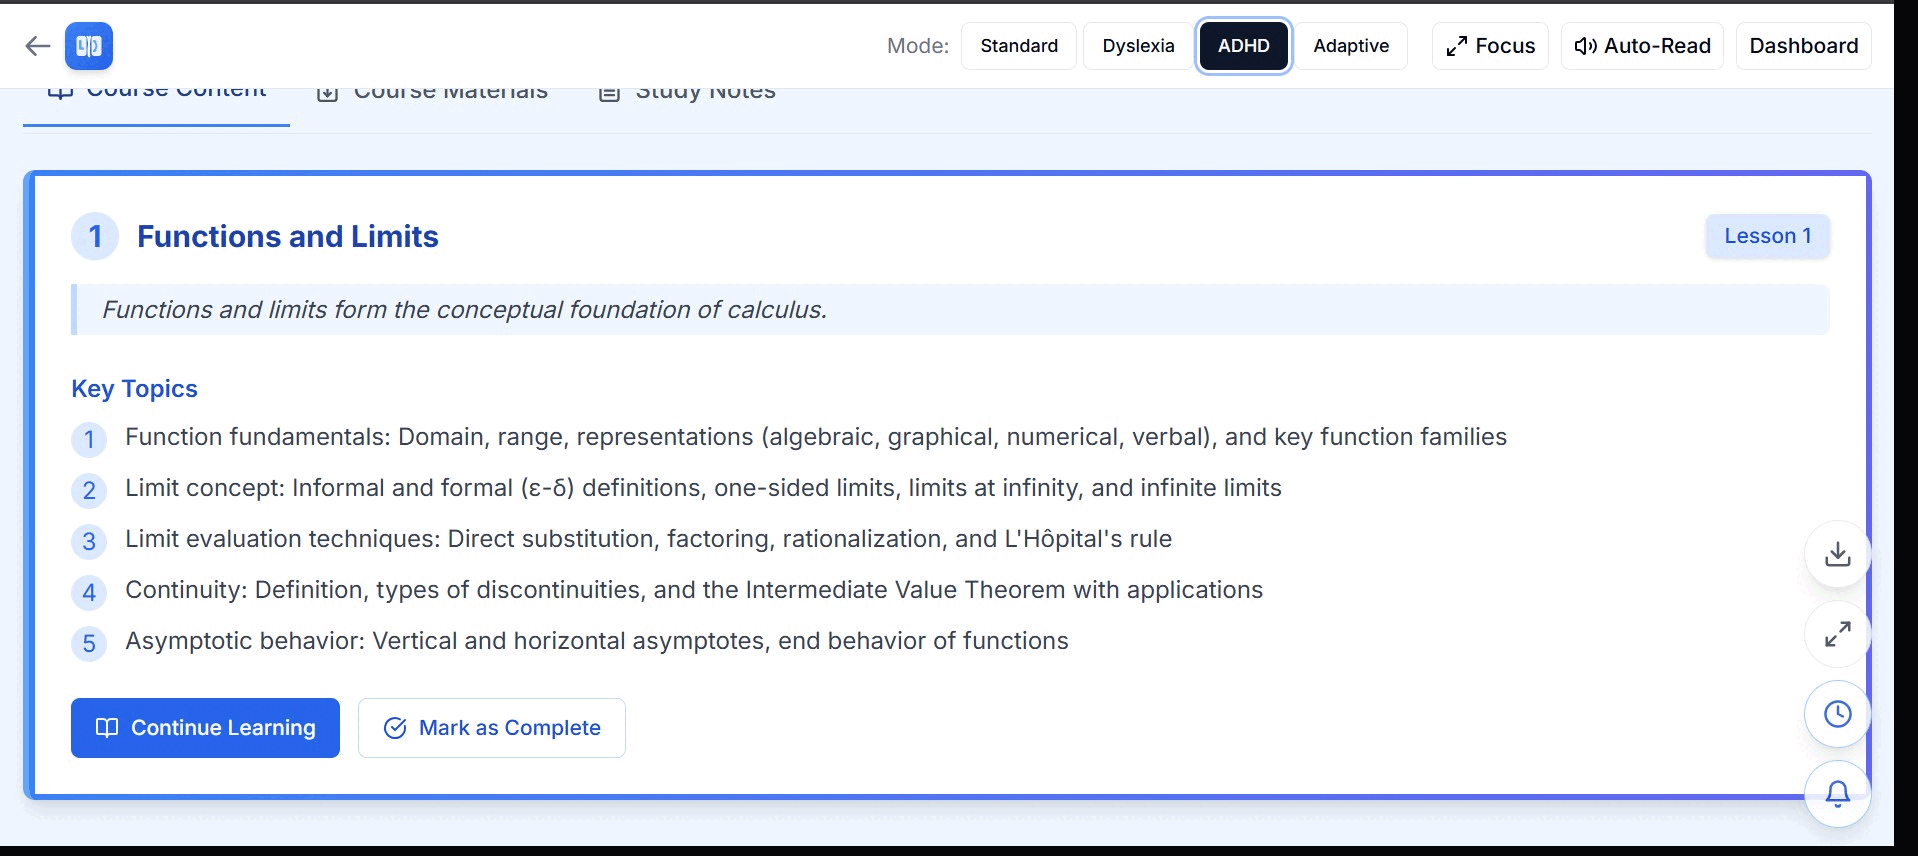 Mode:
Standard
Dyslexia
ADHD
Adaptive
Focus
Auto-Read
Dashboard
Course Content
Course Materials
Study Notes
1
Functions and Limits
Lesson 1
Functions and limits form the conceptual foundation of calculus.
Key Topics
1 Function fundamentals: Domain, range, representations (algebraic, graphical, numerical, verbal), and key function families
2 Limit concept: Informal and formal (ε-δ) definitions, one-sided limits, limits at infinity, and infinite limits
3 Limit evaluation techniques: Direct substitution, factoring, rationalization, and L'Hôpital's rule
4 Continuity: Definition, types of discontinuities, and the Intermediate Value Theorem with applications
5 Asymptotic behavior: Vertical and horizontal asymptotes, end behavior of functions
Continue Learning
Mark as Complete